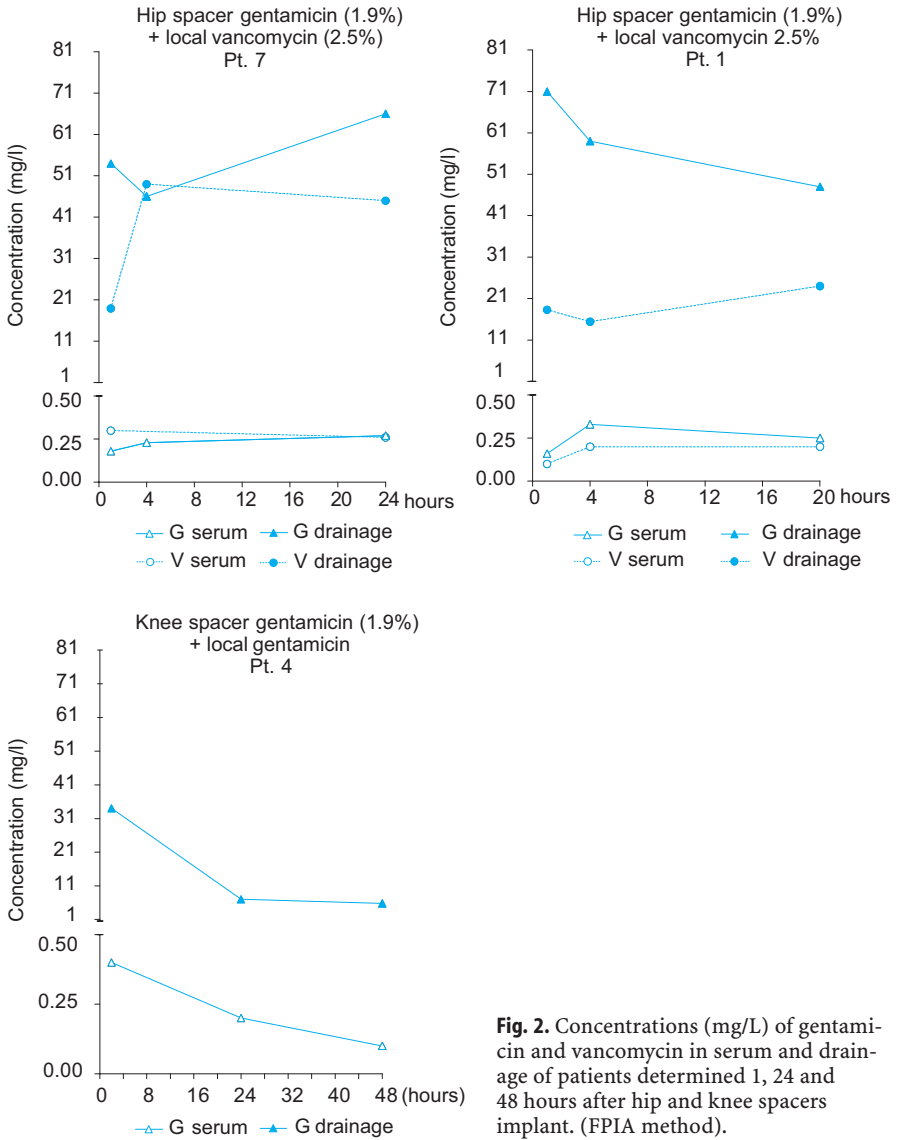 Hip spacer gentamicin (1.9%)
+ local vancomycin (2.5%)
Pt. 7
Concentration (mg/l)
81
71
61
51
41
31
21
11
1
0.50
0.25
0.00
0 4 8 12 16 20 24 hours
G serum G drainage
V serum V drainage
Hip spacer gentamicin (1.9%)
+ local vancomycin 2.5%
Pt. 1
Concentration (mg/l)
81
71
61
51
41
31
21
11
1
0.50
0.25
0.00
0 4 8 12 16 20 hours
G serum G drainage
V serum V drainage
Knee spacer gentamicin (1.9%)
+ local gentamicin
Pt. 4
Concentration (mg/l)
81
71
61
51
41
31
21
11
1
0.50
0.25
0.00
0 8 16 24 32 40 48 (hours)
G serum G drainage
Fig. 2. Concentrations (mg/L) of gentami-
cin and vancomycin in serum and drain-
age of patients determined 1, 24 and
48 hours after hip and knee spacers
implant. (FPIA method).